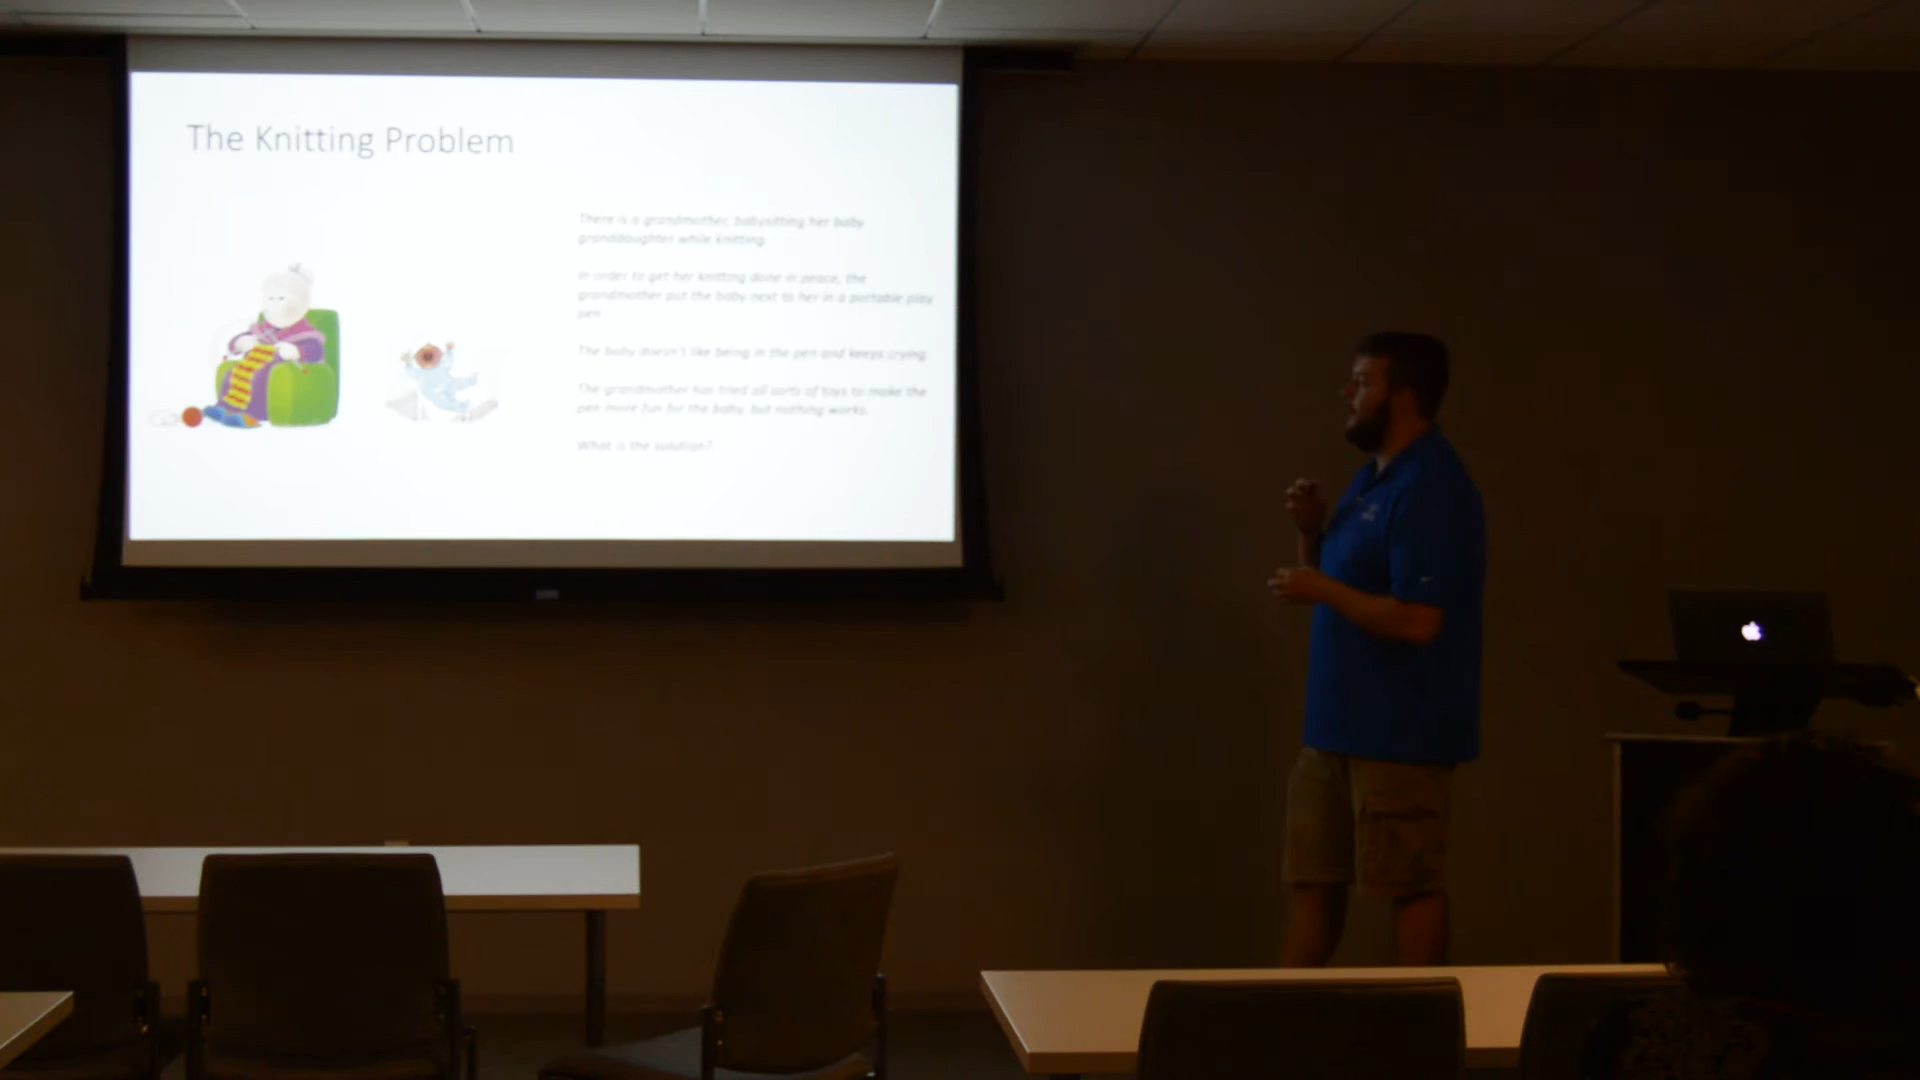 The Knitting Problem
There is a grandmother, babysitting her baby
granddaughter while knitting.
In order to get her knitting done in peace, the
grandmother put the baby next to her in a portable play
pen
The baby doesn't like being in the pen and keeps crying.
The grandmother has tried all sorts of toys to make the
pen more fun for the baby, but nothing works.
What is the solution?